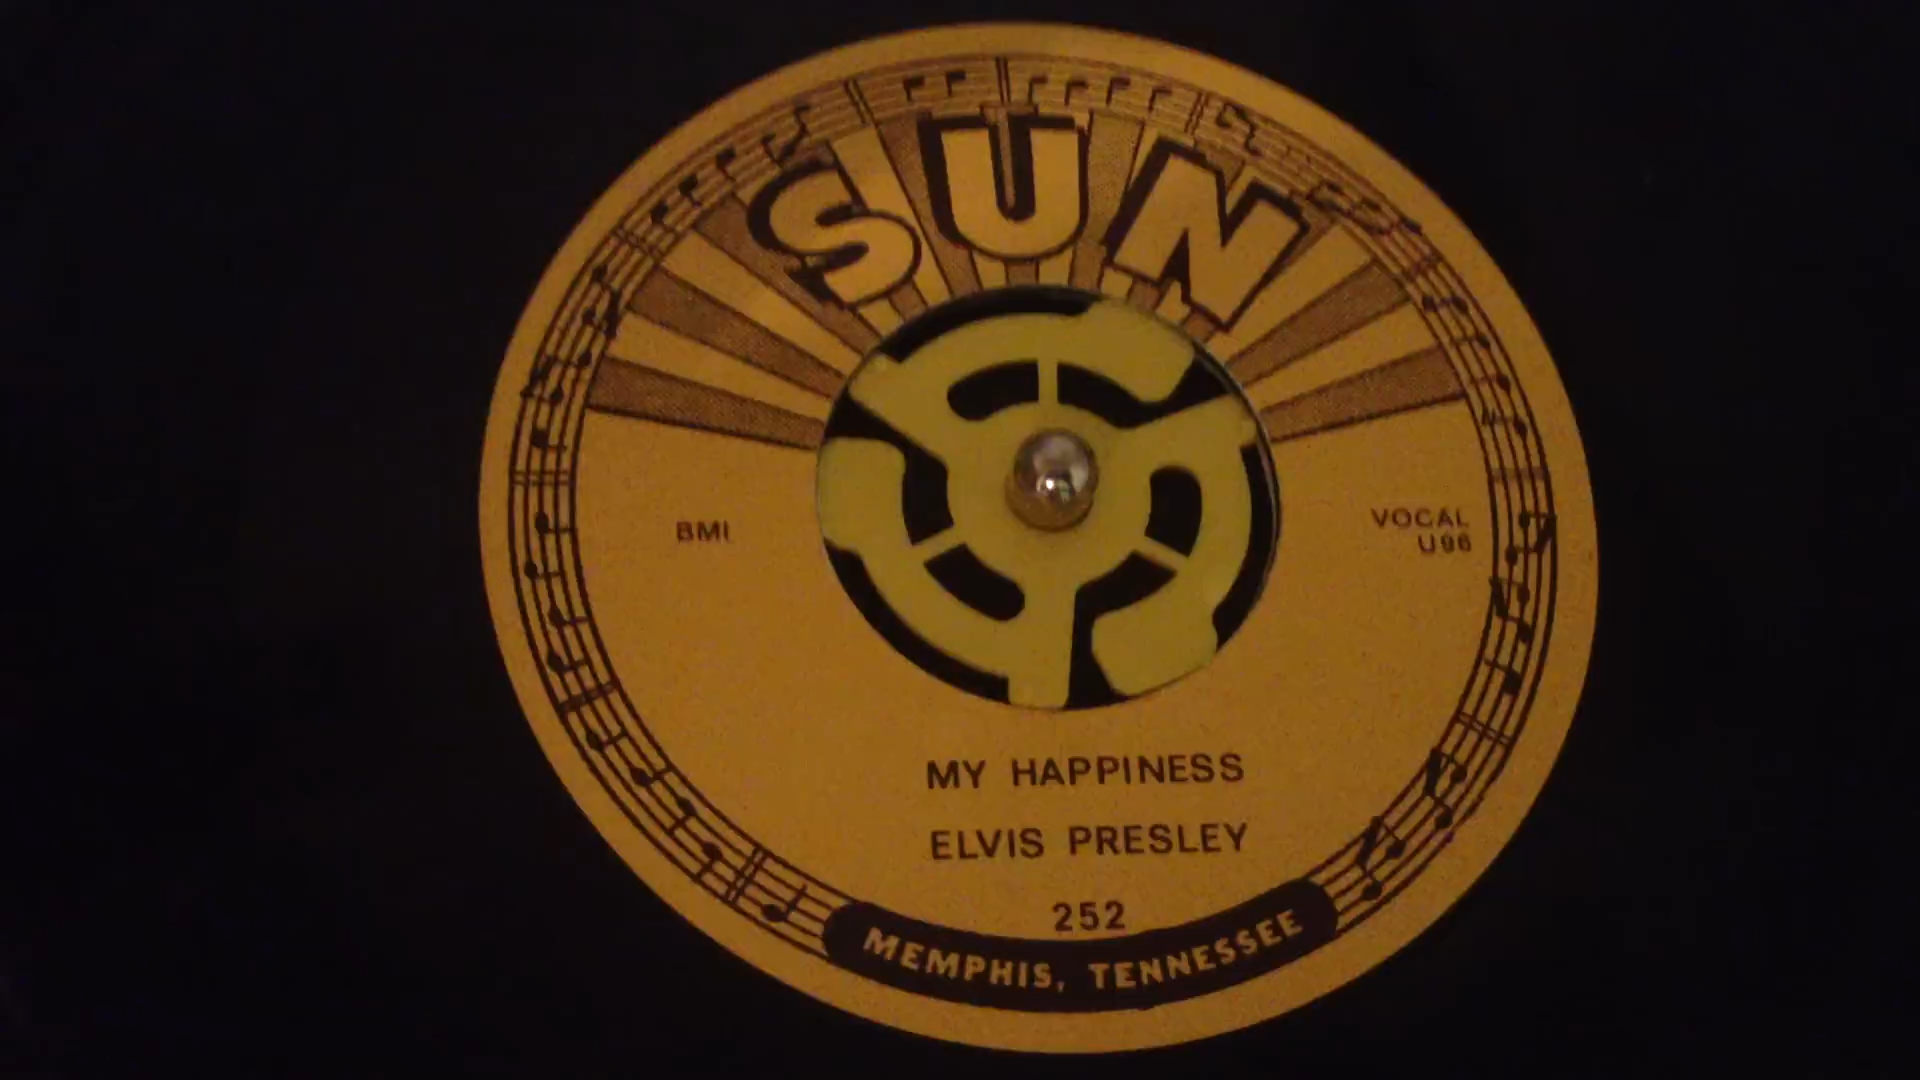 SUN
BMI
VOCAL
U96
MY HAPPINESS
ELVIS PRESLEY
252
MEMPHIS, TENNESSEE